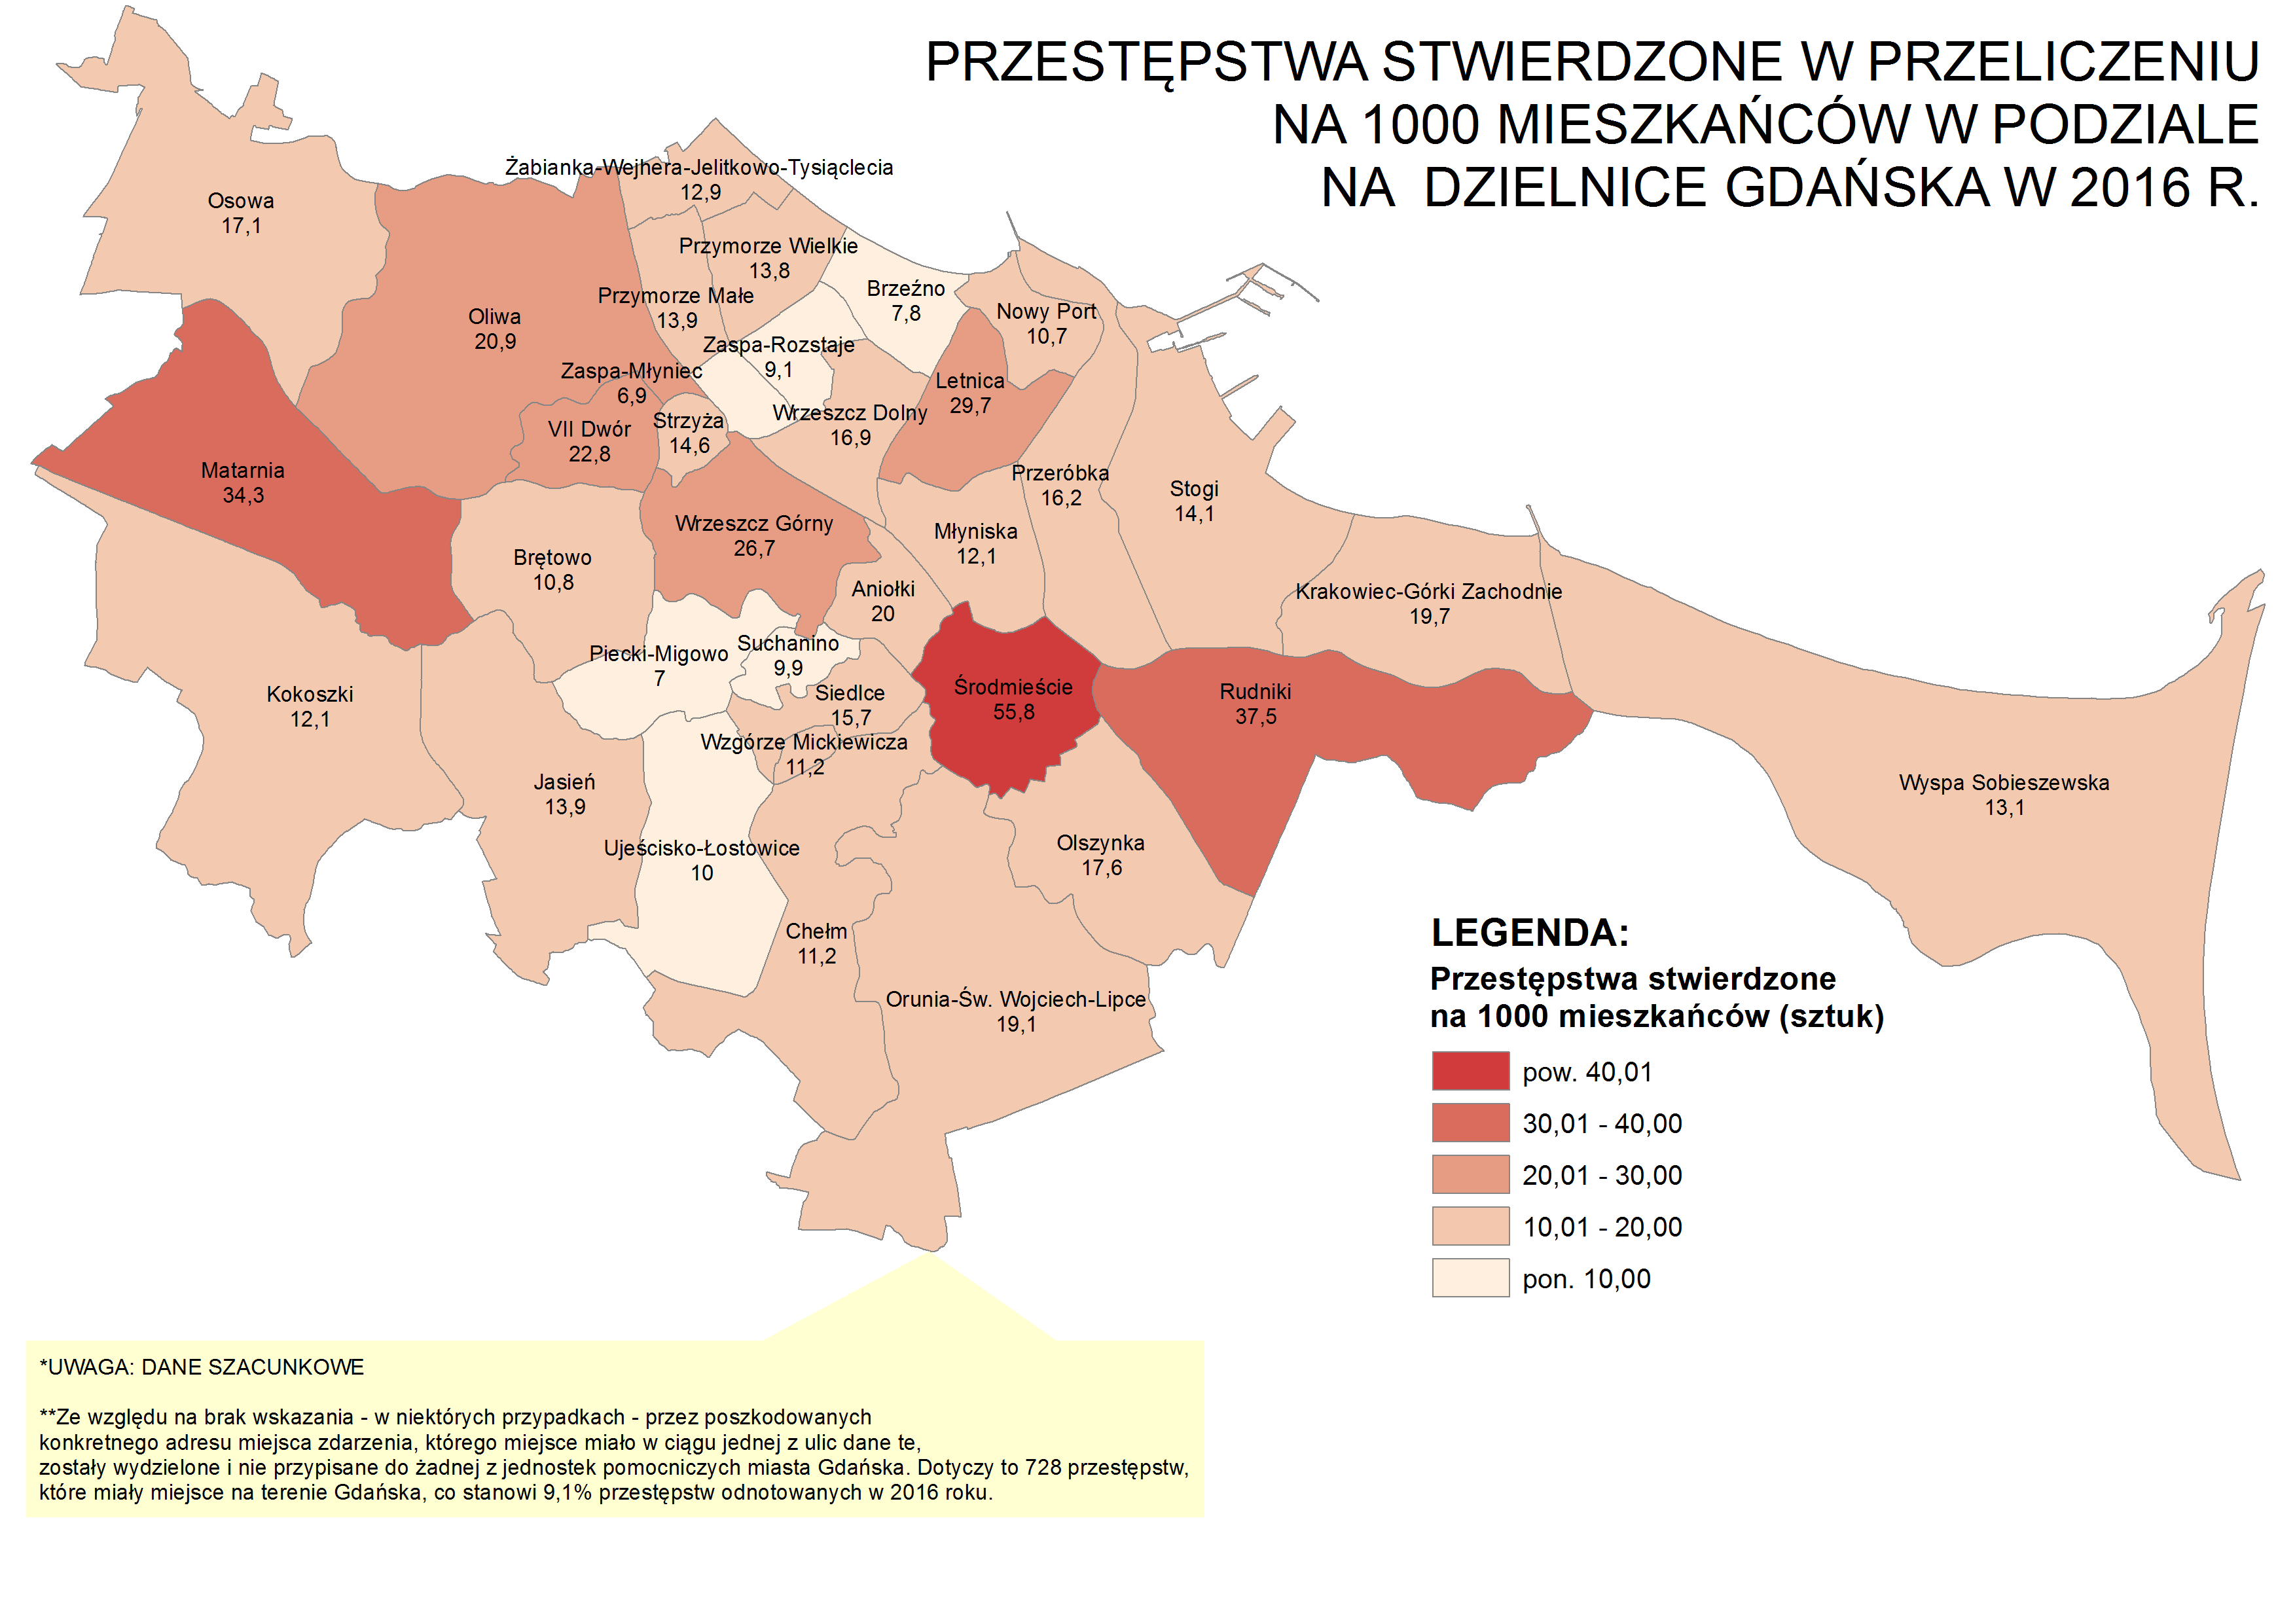 PRZESTĘPSTWA STWIERDZONE W PRZELICZENIU
NA 1000 MIESZKAŃCÓW W PODZIALE
NA DZIELNICE GDAŃSKA W 2016 R.
Żabianka-Wejhera-Jelitkowo-Tysiąclecia
12,9
Osowa
17,1
Przymorze Wielkie
13,8
Brzeźno
7,8
Przymorze Małe
13,9
Nowy Port
10,7
Oliwa
20,9
Zaspa-Rozstaje
9,1
Zaspa-Młyniec
6,9
Letnica
29,7
Wrzeszcz Dolny
16,9
Strzyża
14,6
VII Dwór
22,8
Matarnia
34,3
Przeróbka
16,2
Stogi
14,1
Wrzeszcz Górny
26,7
Młyniska
12,1
Brętowo
10,8
Aniołki
20
Krakowiec-Górki Zachodnie
19,7
Suchanino
9,9
Piecki-Migowo
7
Kokoszki
12,1
Siedlce
15,7
Środmieście
55,8
Rudniki
37,5
Wzgórze Mickiewicza
11,2
Jasień
13,9
Wyspa Sobieszewska
13,1
Ujeścisko-Łostowice
10
Olszynka
17,6
Chełm
11,2
Orunia-Św. Wojciech-Lipce
19,1
LEGENDA:
Przestępstwa stwierdzone
na 1000 mieszkańców (sztuk)
pow. 40,01
30,01 - 40,00
20,01 - 30,00
10,01 - 20,00
pon. 10,00
*UWAGA: DANE SZACUNKOWE
**Ze względu na brak wskazania - w niektórych przypadkach - przez poszkodowanych
konkretnego adresu miejsca zdarzenia, którego miejsce miało w ciągu jednej z ulic dane te,
zostały wydzielone i nie przypisane do żadnej z jednostek pomocniczych miasta Gdańska. Dotyczy to 728 przestępstw,
które miały miejsce na terenie Gdańska, co stanowi 9,1% przestępstw odnotowanych w 2016 roku.